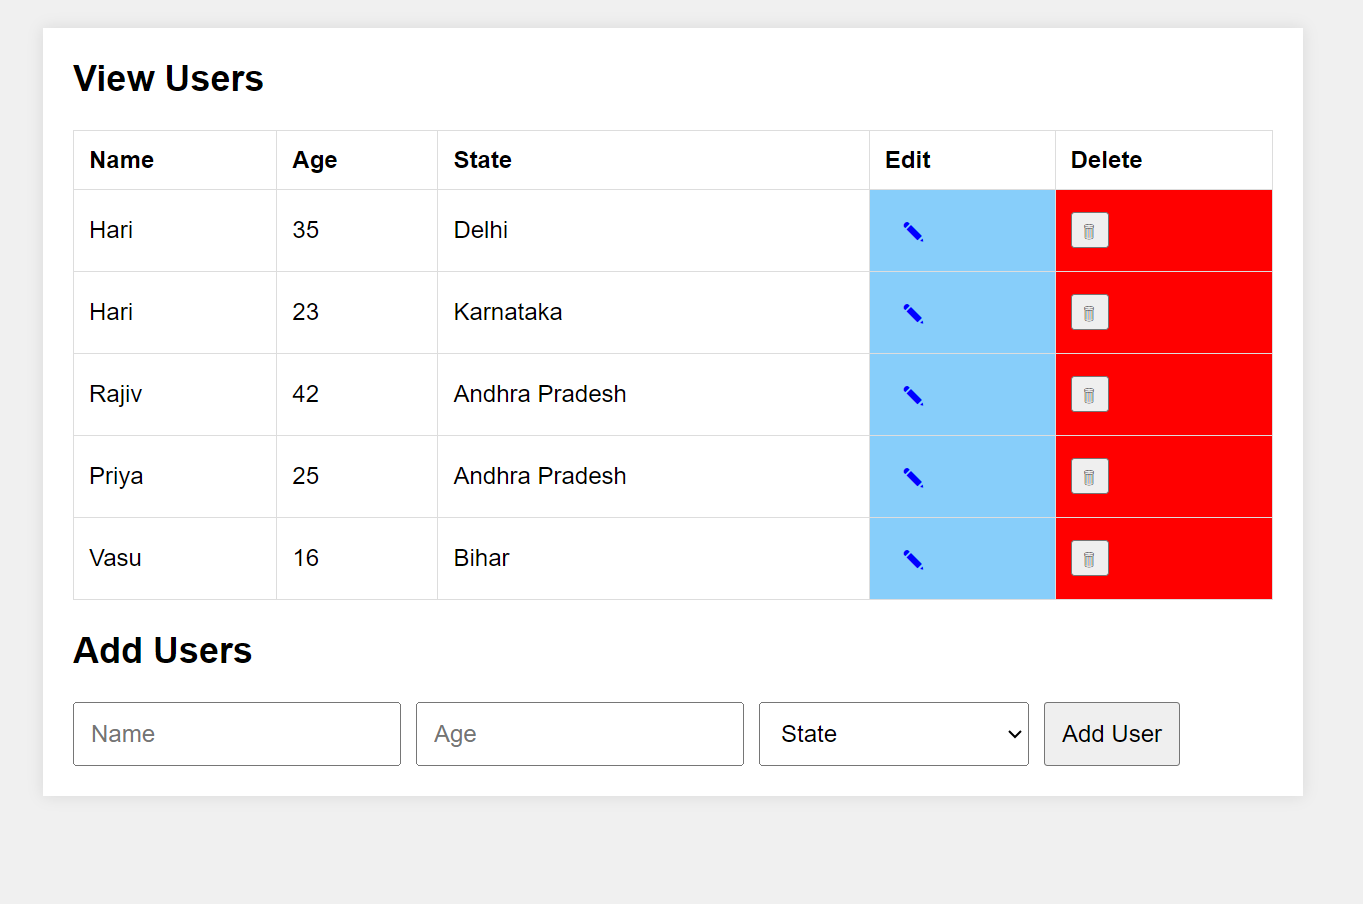 View Users
Name Age State Edit Delete
Hari 35 Delhi
Hari 23 Karnataka
Rajiv 42 Andhra Pradesh
Priya 25 Andhra Pradesh
Vasu 16 Bihar
Add Users
Name Age State Add User